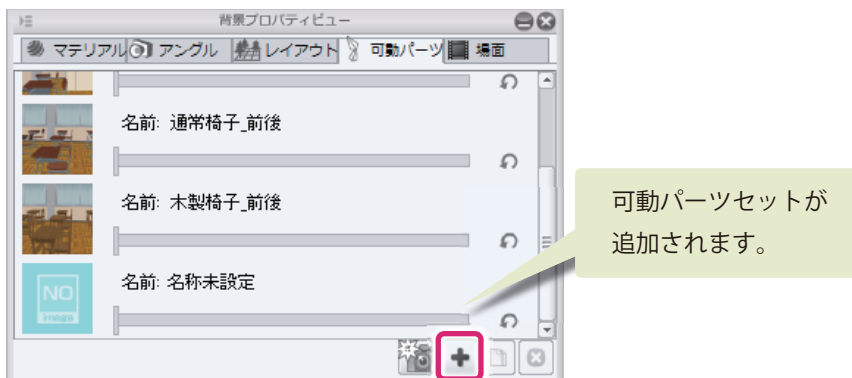 背景プロパティビュー
マテリアル アングル レイアウト 可動パーツ 場面
名前: 通常椅子_前後
名前: 木製椅子_前後
NO
image
名前: 名称未設定
可動パーツセットが
追加されます。